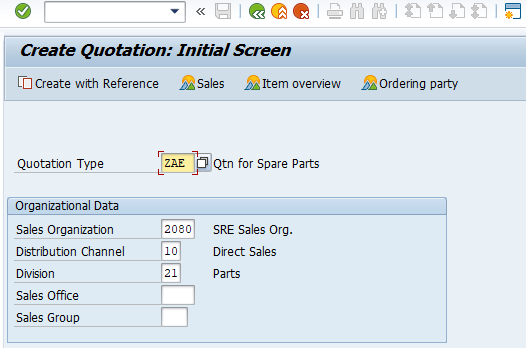 Create Quotation: Initial Screen
Create with Reference Sales Item overview Ordering party
Quotation Type ZAE Qtn for Spare Parts
Organizational Data
Sales Organization 2080 SRE Sales Org.
Distribution Channel 10 Direct Sales
Division 21 Parts
Sales Office
Sales Group